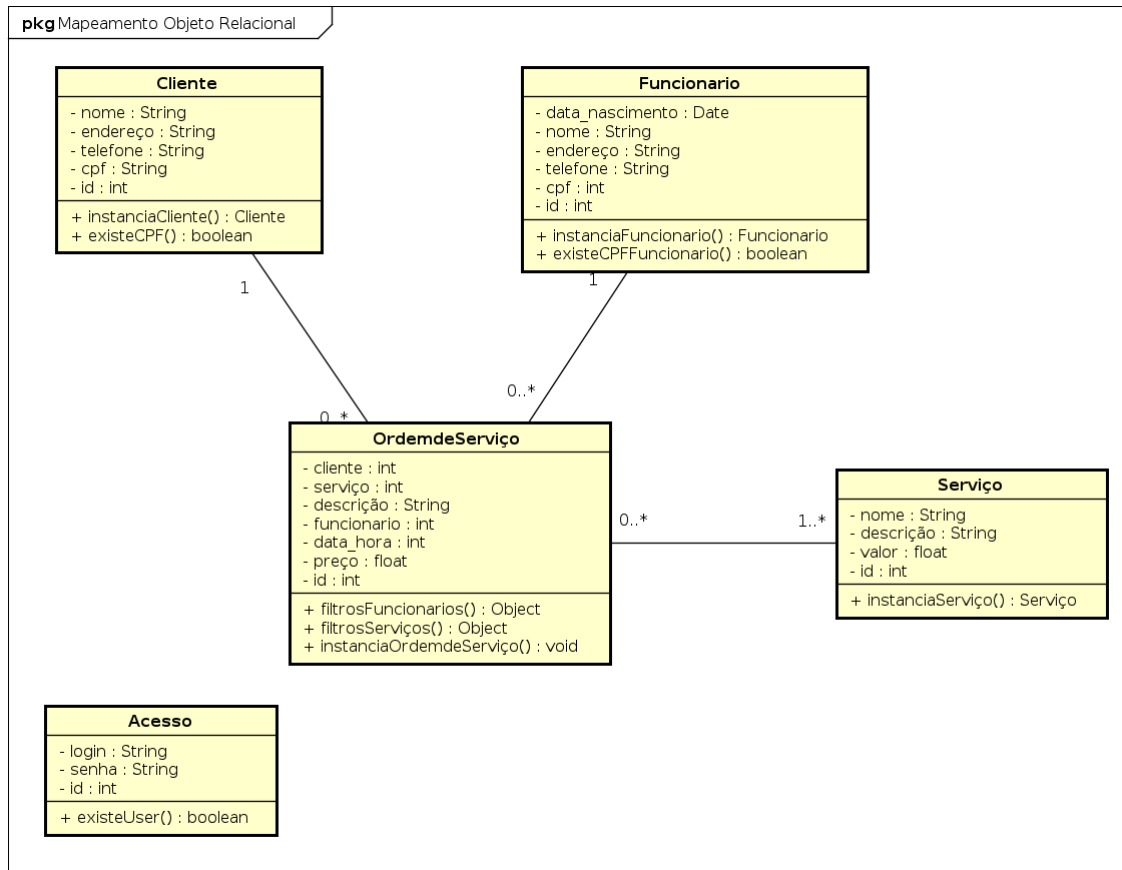 pkg Mapeamento Objeto Relacional
Cliente
- nome : String
- endereço : String
- telefone : String
- cpf : String
- id : int
+ instanciaCliente() : Cliente
+ existeCPF() : boolean
Funcionario
- data_nascimento : Date
- nome : String
- endereço : String
- telefone : String
- cpf : int
- id : int
+ instanciaFuncionario() : Funcionario
+ existeCPFFuncionario() : boolean
1
1
0..*
0..*
OrdemdeServiço
- cliente : int
- serviço : int
- descrição : String
- funcionario : int
- data_hora : int
- preço : float
- id : int
+ filtrosFuncionarios() : Object
+ filtrosServiços() : Object
+ instanciaOrdemdeServiço() : void
0..*
1..*
Serviço
- nome : String
- descrição : String
- valor : float
- id : int
+ instanciaServiço() : Serviço
Acesso
- login : String
- senha : String
- id : int
+ existeUser() : boolean